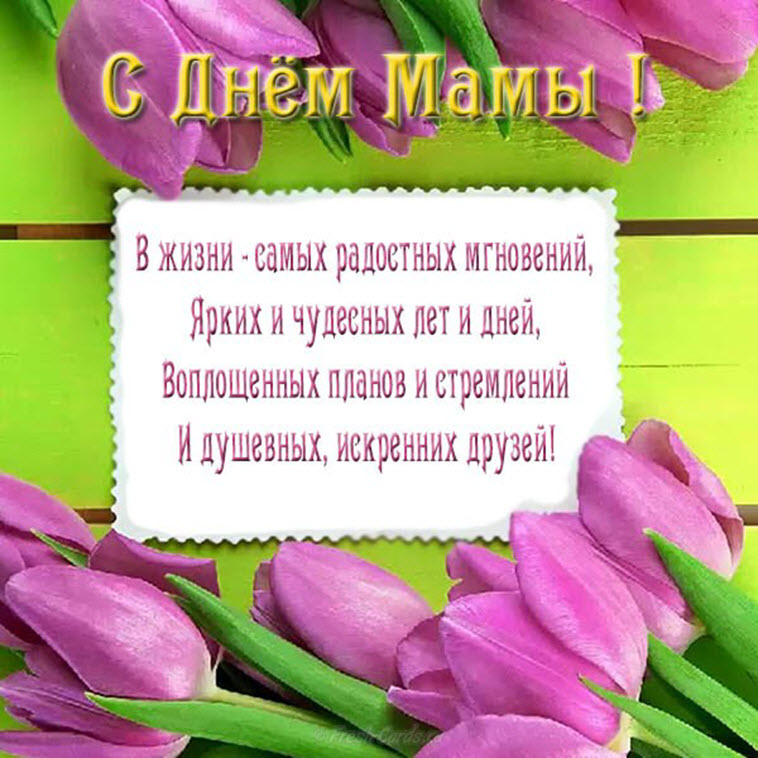 С Днём Мамы !
В жизни - самых радостных мгновений,
Ярких и чудесных лет и дней,
Воплощенных планов и стремлений
И душевных, искренних друзей!